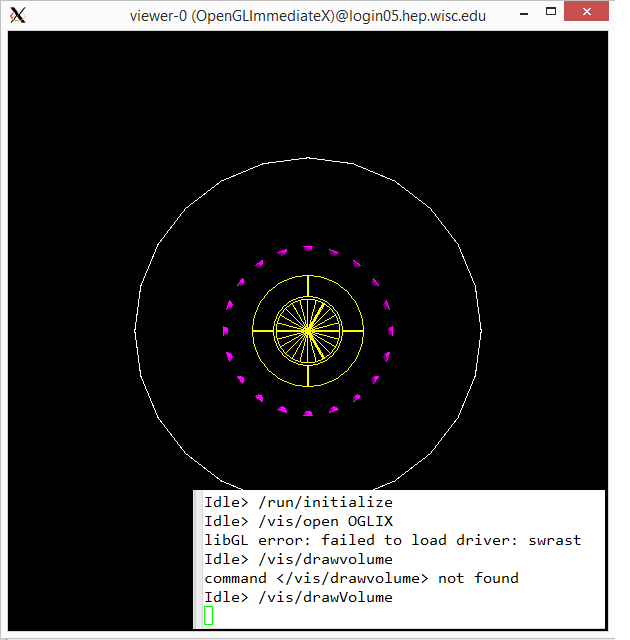 viewer-0 (OpenGLImmediateX)@login05.hep.wisc.edu
Idle> /run/initialize
Idle> /vis/open OGLIX
libGL error: failed to load driver: swrast
Idle> /vis/drawvolume
command </vis/drawvolume> not found
Idle> /vis/drawVolume